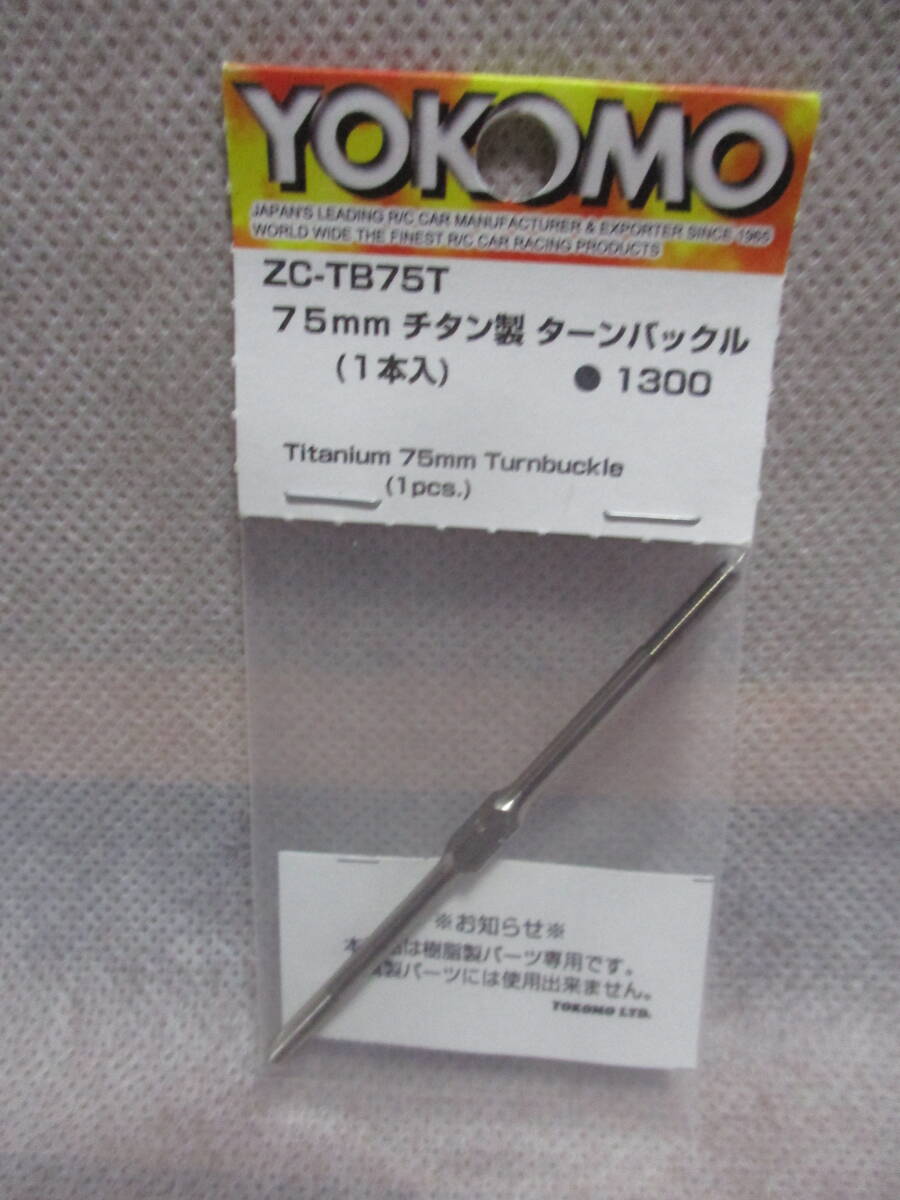 YOKOMO
JAPAN'S LEADING R/C CAR MANUFACTURER & EXPORTER SINCE 1965
WORLD WIDE THE FINEST R/C CAR RACING PRODUCTS
ZC-TB75T
75mm チタン製 ターンバックル
(1本入) ● 1300
Titanium 75mm Turnbuckle
(1pcs.)
※お知らせ※
本 は樹脂製パーツ専用です。
製パーツには使用出来ません。
YOKOMO LTD.